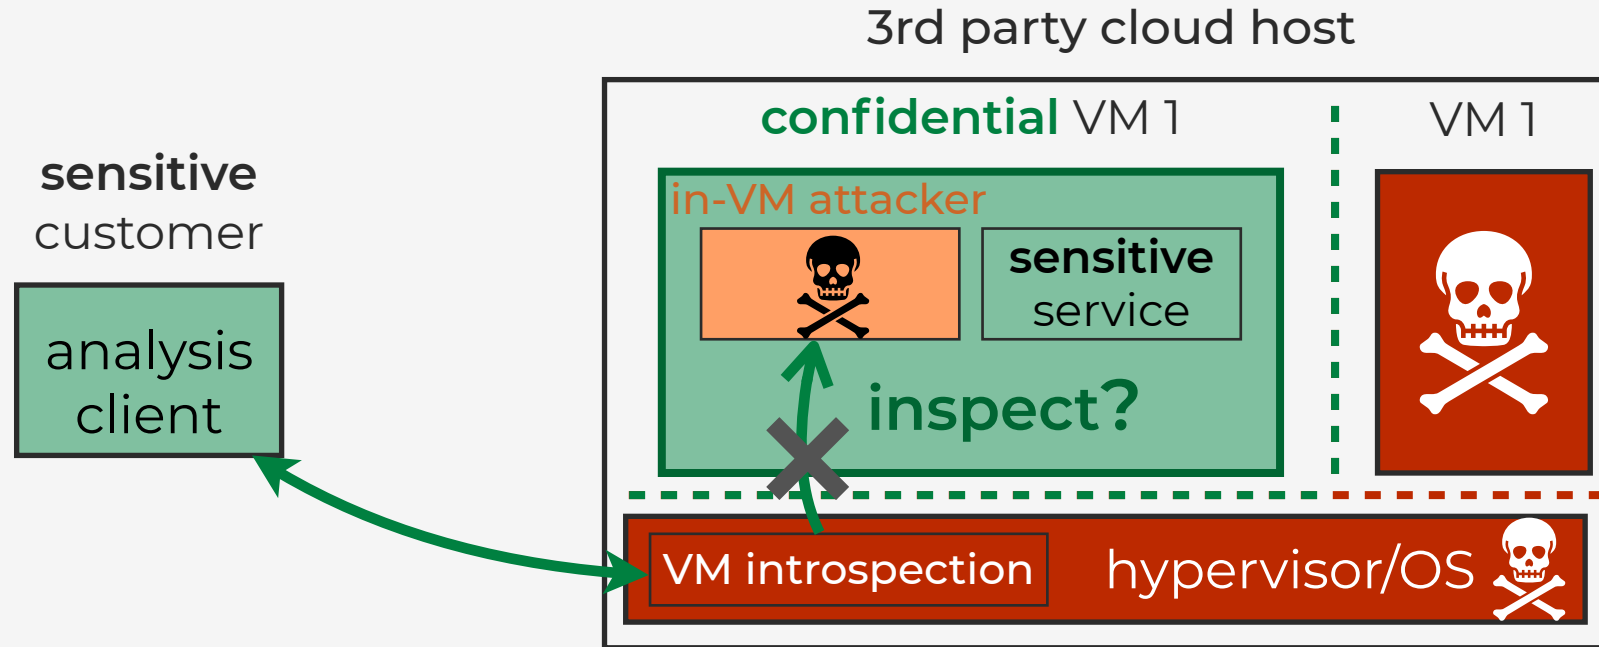 3rd party cloud host
confidential VM 1
VM 1
sensitive
customer
in-VM attacker
sensitive
service
analysis
client
inspect?
VM introspection
hypervisor/OS